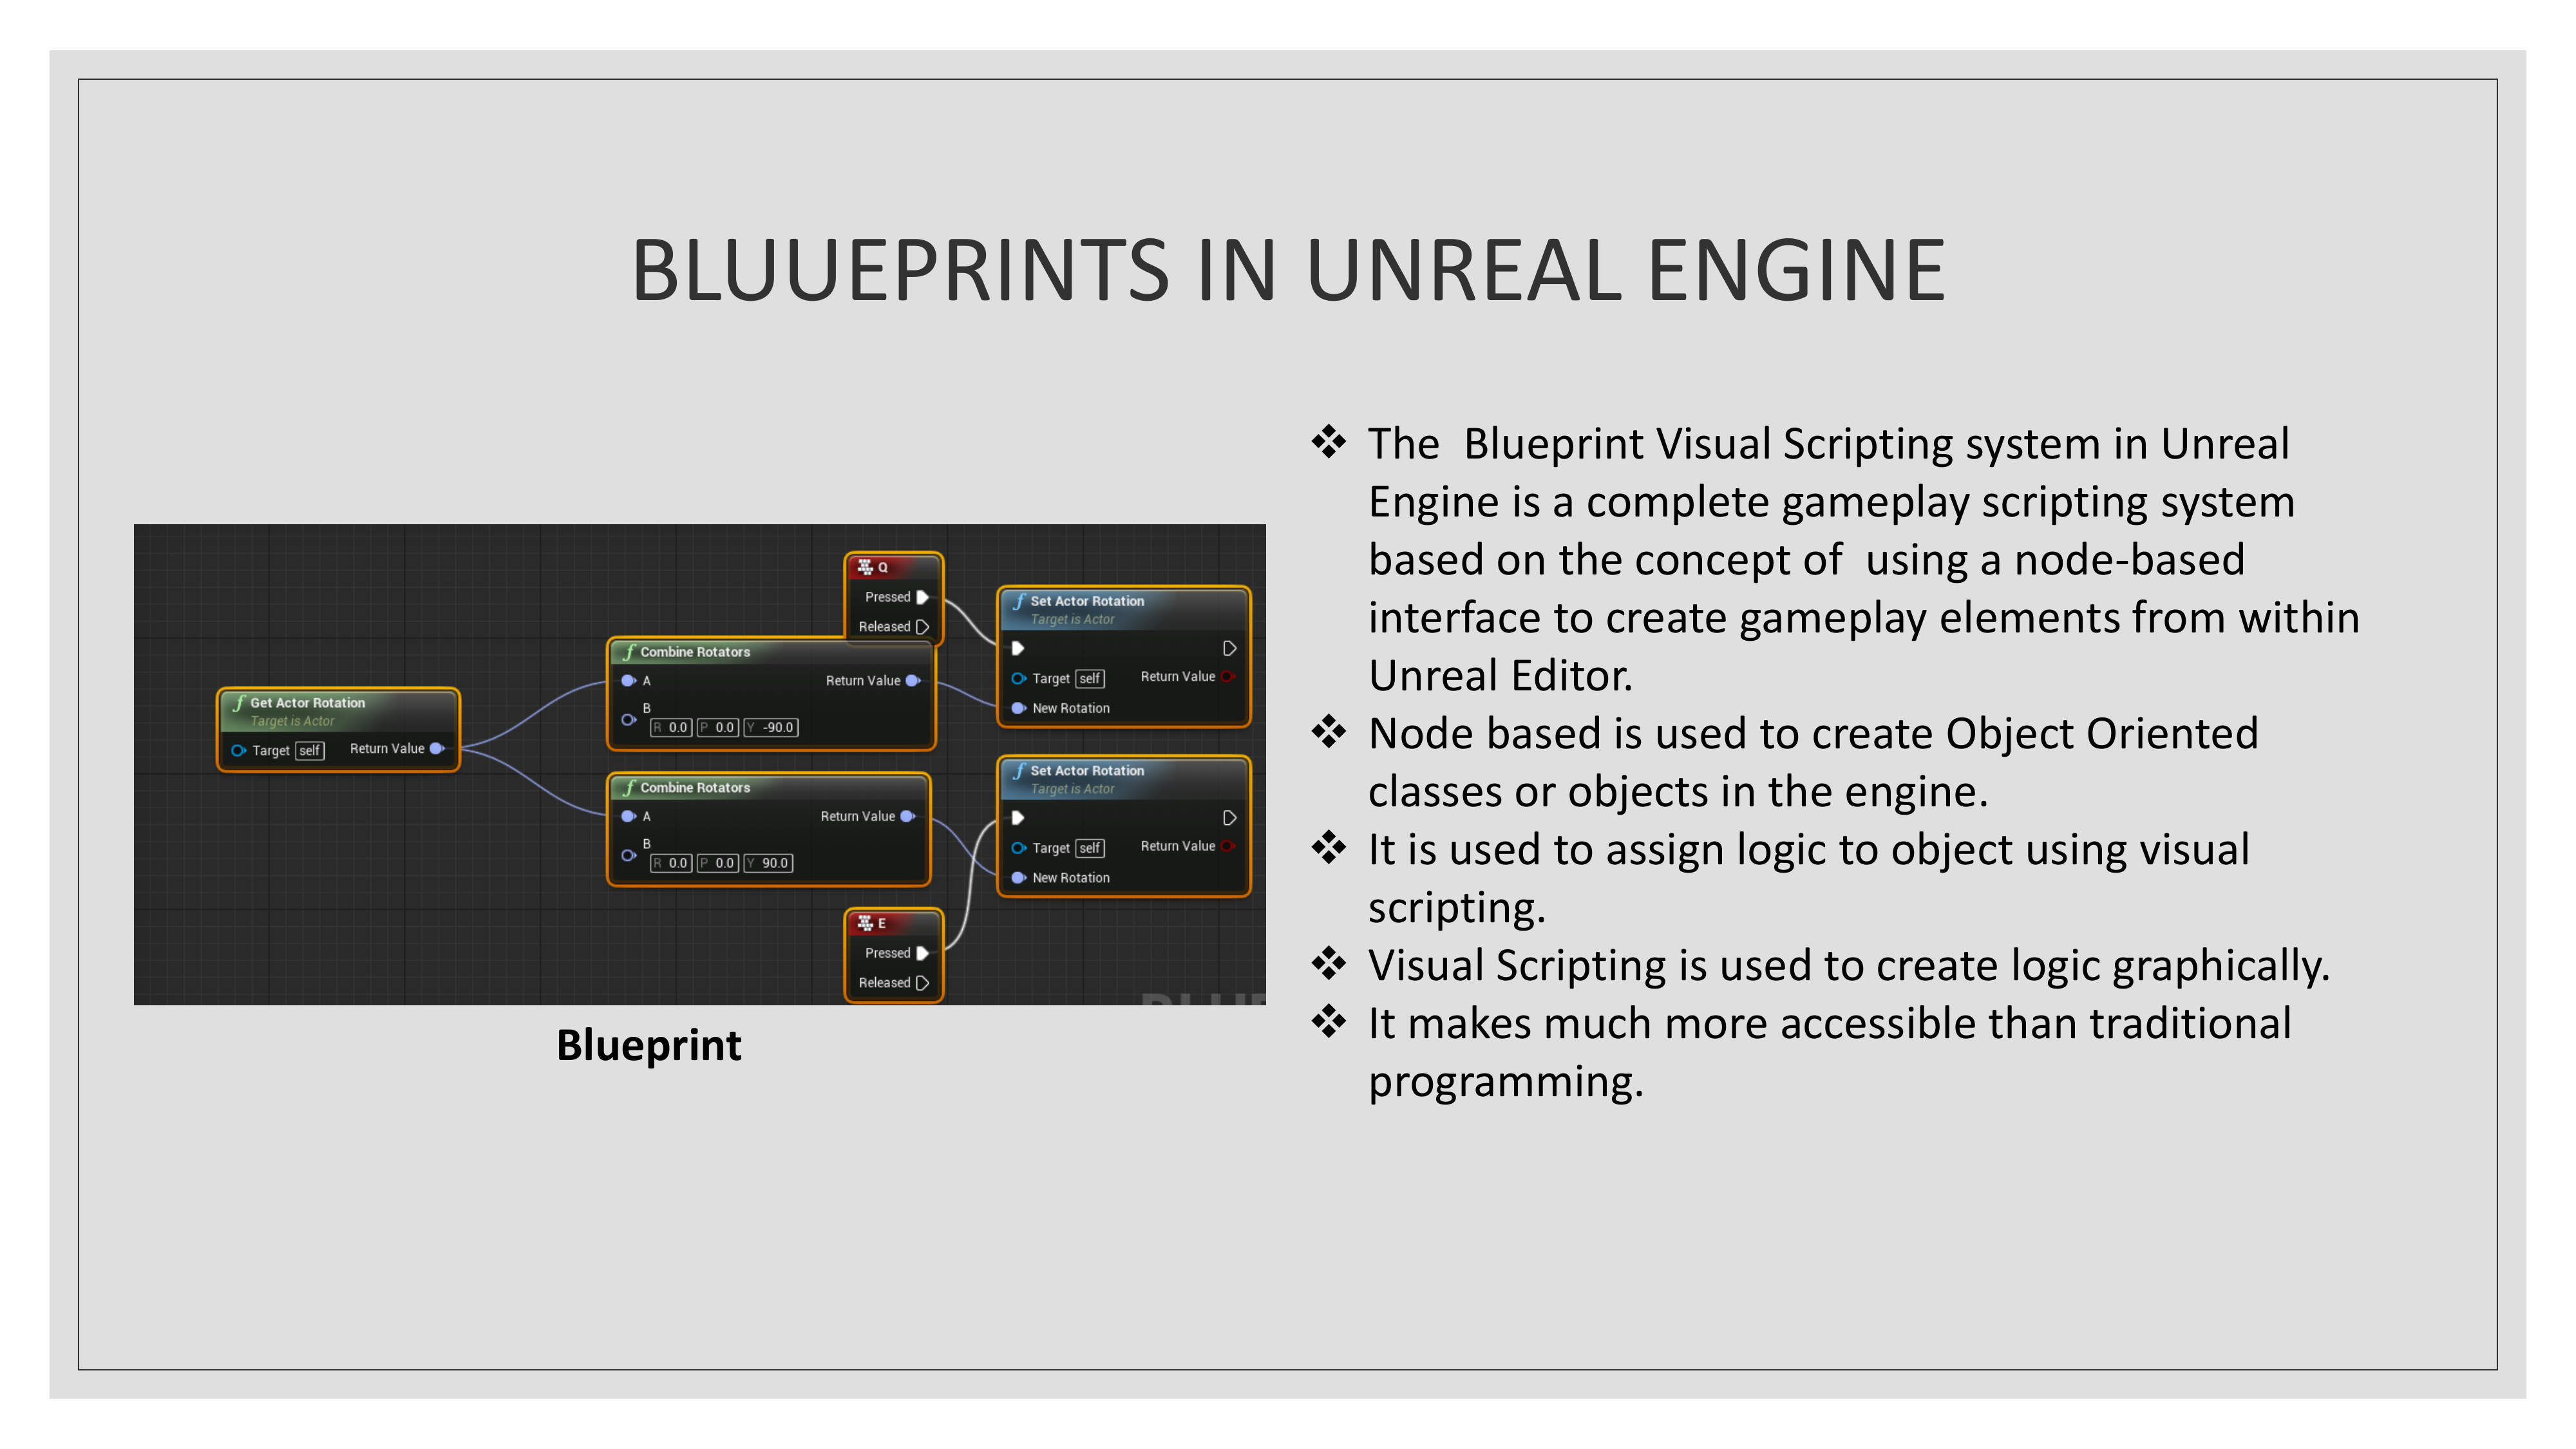 BLUUEPRINTS IN UNREAL ENGINE
Q
Pressed
Released
Set Actor Rotation
Target is Actor
Target self Return Value
New Rotation
Combine Rotators
A Return Value
B
R 0.0 P 0.0 Y -90.0
Get Actor Rotation
Target is Actor
Target self Return Value
Combine Rotators
A Return Value
B
R 0.0 P 0.0 Y 90.0
Set Actor Rotation
Target is Actor
Target self Return Value
New Rotation
E
Pressed
Released
Blueprint
❖ The  Blueprint Visual Scripting system in Unreal
Engine is a complete gameplay scripting system
based on the concept of  using a node-based
interface to create gameplay elements from within
Unreal Editor.
❖ Node based is used to create Object Oriented
classes or objects in the engine.
❖ It is used to assign logic to object using visual
scripting.
❖ Visual Scripting is used to create logic graphically.
❖ It makes much more accessible than traditional
programming.